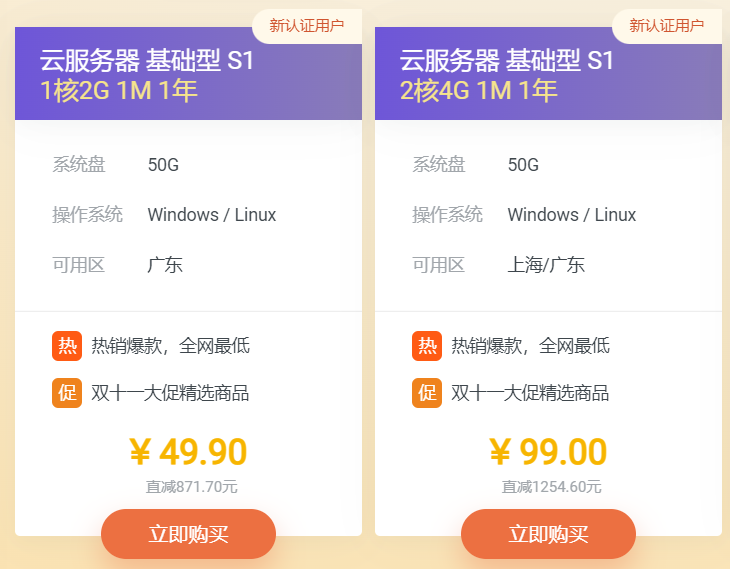 新认证用户
云服务器 基础型 S1
1核2G 1M 1年
系统盘 50G
操作系统 Windows / Linux
可用区 广东
热 热销爆款，全网最低
促 双十一大促精选商品
¥ 49.90
直减871.70元
立即购买
新认证用户
云服务器 基础型 S1
2核4G 1M 1年
系统盘 50G
操作系统 Windows / Linux
可用区 上海/广东
热 热销爆款，全网最低
促 双十一大促精选商品
¥ 99.00
直减1254.60元
立即购买